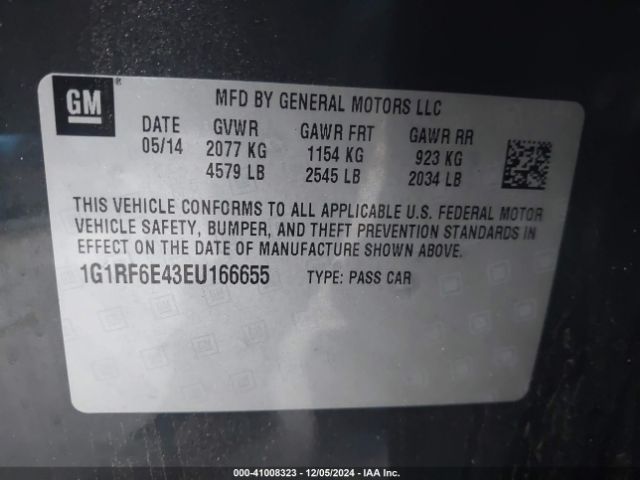 GM ®
MFD BY GENERAL MOTORS LLC
DATE GVWR GAWR FRT GAWR RR
05/14 2077 KG 1154 KG 923 KG
4579 LB 2545 LB 2034 LB
THIS VEHICLE CONFORMS TO ALL APPLICABLE U.S. FEDERAL MOTOR
VEHICLE SAFETY, BUMPER, AND THEFT PREVENTION STANDARDS IN
EFFECT ON THE DATE OF MANUFACTURE SHOWN ABOVE.
1G1RF6E43EU166655 TYPE: PASS CAR
000-41008323 - 12/05/2024 - IAA Inc.